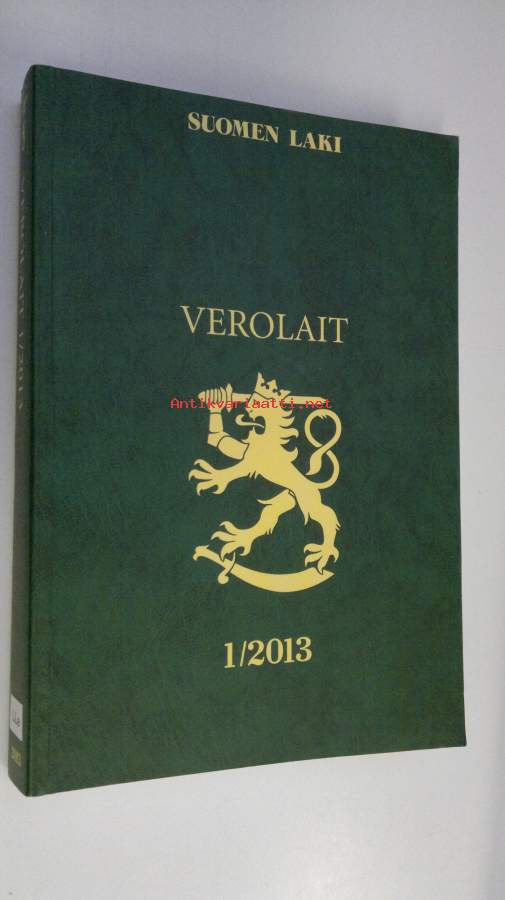 SUOMEN LAKI
VEROLAIT
Antikvariaatti.net
1/2013